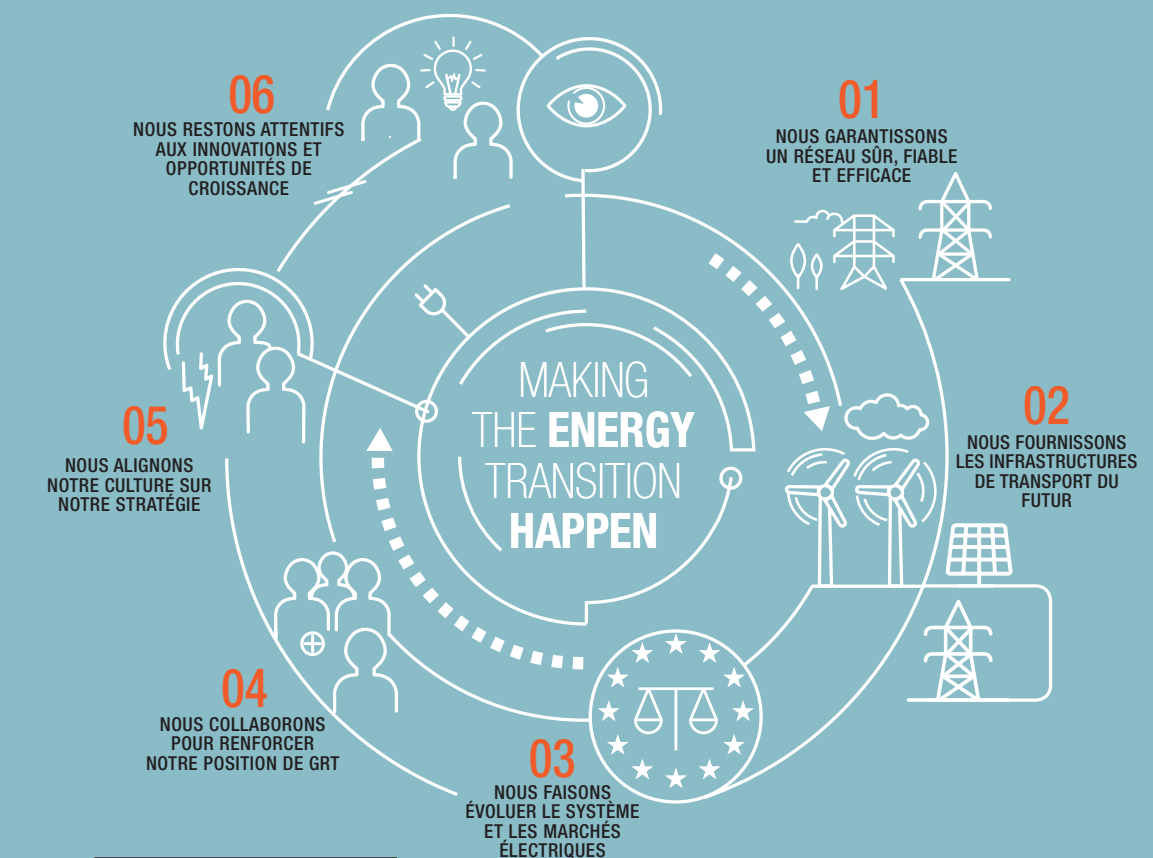 06
NOUS RESTONS ATTENTIFS
AUX INNOVATIONS ET
OPPORTUNITÉS DE
CROISSANCE
01
NOUS GARANTISSONS
UN RÉSEAU SÛR, FIABLE
ET EFFICACE
MAKING
THE ENERGY
TRANSITION
HAPPEN
02
NOUS FOURNISSONS
LES INFRASTRUCTURES
DE TRANSPORT DU
FUTUR
05
NOUS ALIGNONS
NOTRE CULTURE SUR
NOTRE STRATÉGIE
04
NOUS COLLABORONS
POUR RENFORCER
NOTRE POSITION DE GRT
03
NOUS FAISONS
ÉVOLUER LE SYSTÈME
ET LES MARCHÉS
ÉLECTRIQUES